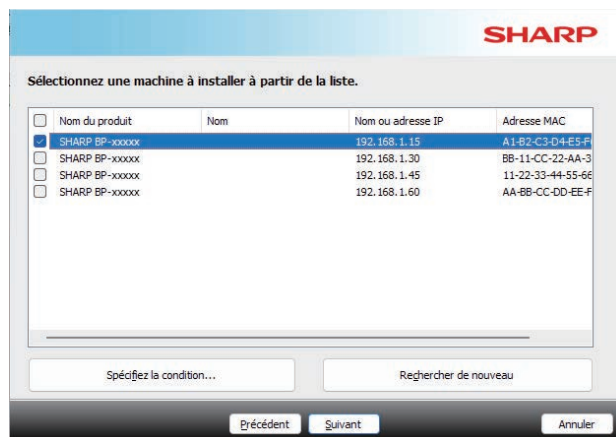 SHARP
Sélectionnez une machine à installer à partir de la liste.
Nom du produit Nom Nom ou adresse IP Adresse MAC
SHARP BP-xxxxx 192.168.1.15 A1-B2-C3-D4-E5-F
SHARP BP-xxxxx 192.168.1.30 BB-11-CC-22-AA-3
SHARP BP-xxxxx 192.168.1.45 11-22-33-44-55-66
SHARP BP-xxxxx 192.168.1.60 AA-BB-CC-DD-EE-F
Spécifiez la condition... Rechercher de nouveau
Précédent Suivant Annuler